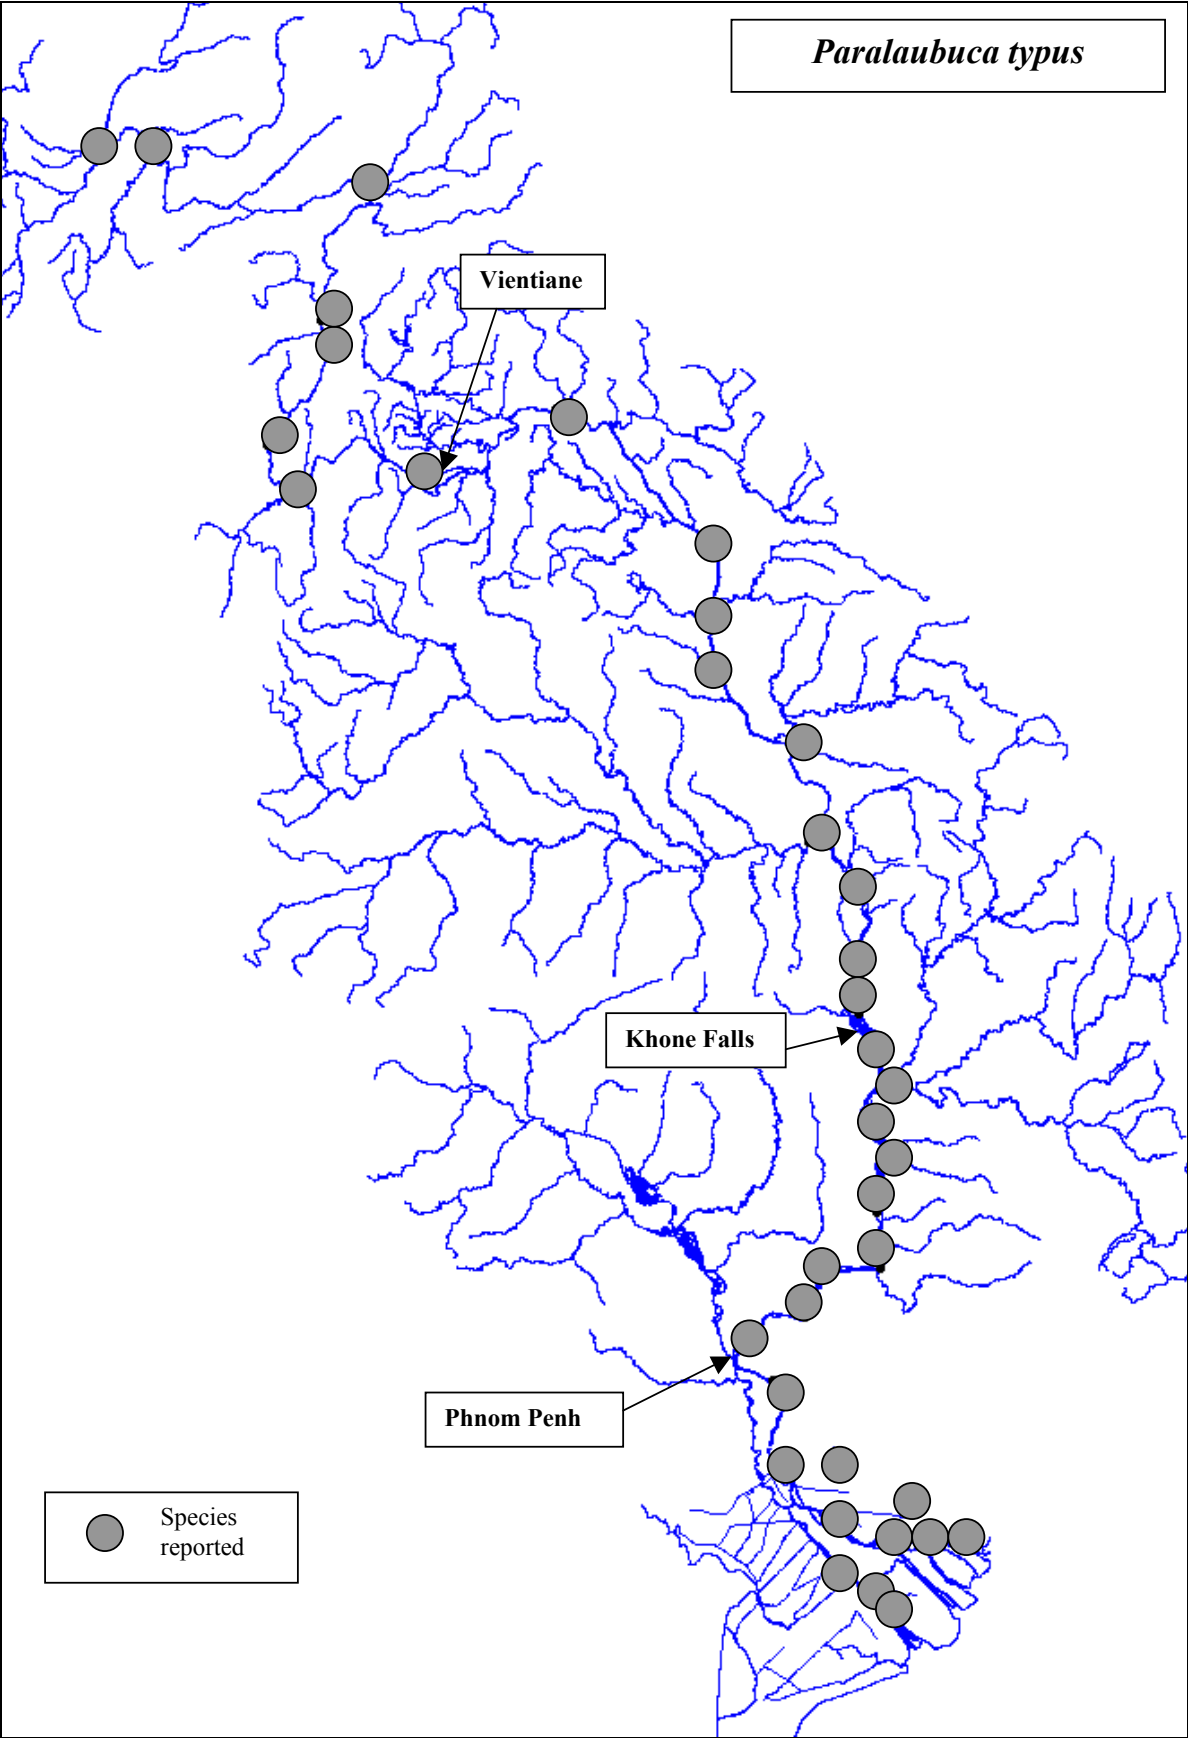 Paralaubuca typus
Vientiane
Khone Falls
Phnom Penh
Species
reported